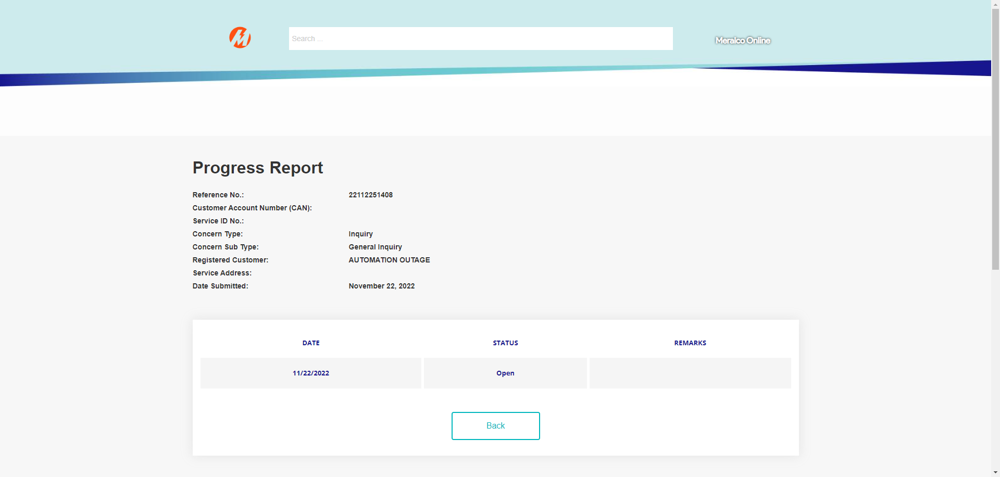 Search ...
Meralco Online
Progress Report
Reference No.: 22112251408
Customer Account Number (CAN):
Service ID No.:
Concern Type: Inquiry
Concern Sub Type: General Inquiry
Registered Customer: AUTOMATION OUTAGE
Service Address:
Date Submitted: November 22, 2022
DATE STATUS REMARKS
11/22/2022 Open
Back